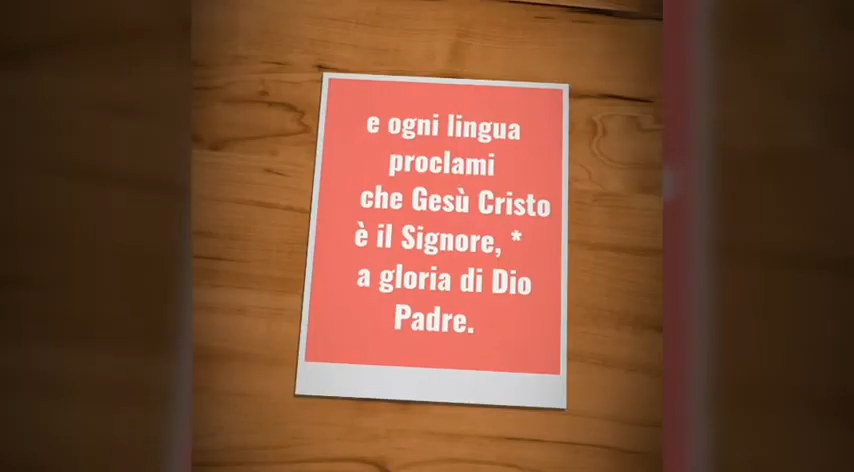 e ogni lingua
proclami
che Gesù Cristo
è il Signore, *
a gloria di Dio
Padre.